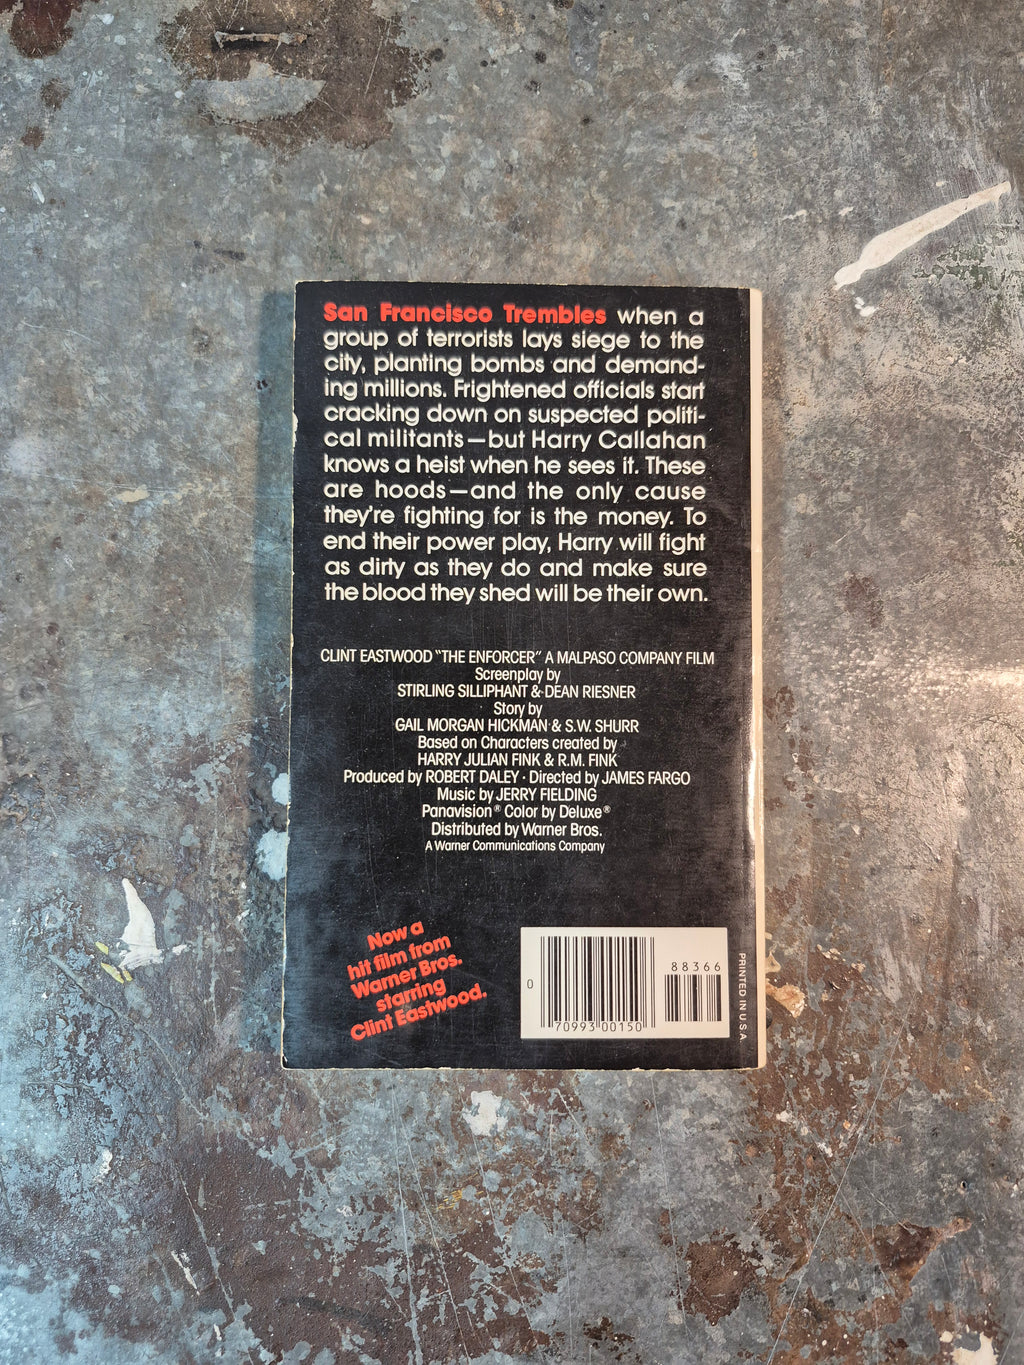 San Francisco Trembles when a
group of terrorists lays siege to the
city, planting bombs and demand-
ing millions. Frightened officials start
cracking down on suspected politi-
cal militants—but Harry Callahan
knows a heist when he sees it. These
are hoods—and the only cause
they're fighting for is the money. To
end their power play, Harry will fight
as dirty as they do and make sure
the blood they shed will be their own.
CLINT EASTWOOD "THE ENFORCER" A MALPASO COMPANY FILM
Screenplay by
STIRLING SILLIPHANT & DEAN RIESNER
Story by
GAIL MORGAN HICKMAN & S.W. SHURR
Based on Characters created by
HARRY JULIAN FINK & R.M. FINK
Produced by ROBERT DALEY · Directed by JAMES FARGO
Music by JERRY FIELDING
Panavision® Color by Deluxe®
Distributed by Warner Bros.
A Warner Communications Company
Now a
hit film from
Warner Bros.
starring
Clint Eastwood.
0
70993 00150
88366
PRINTED IN U S A